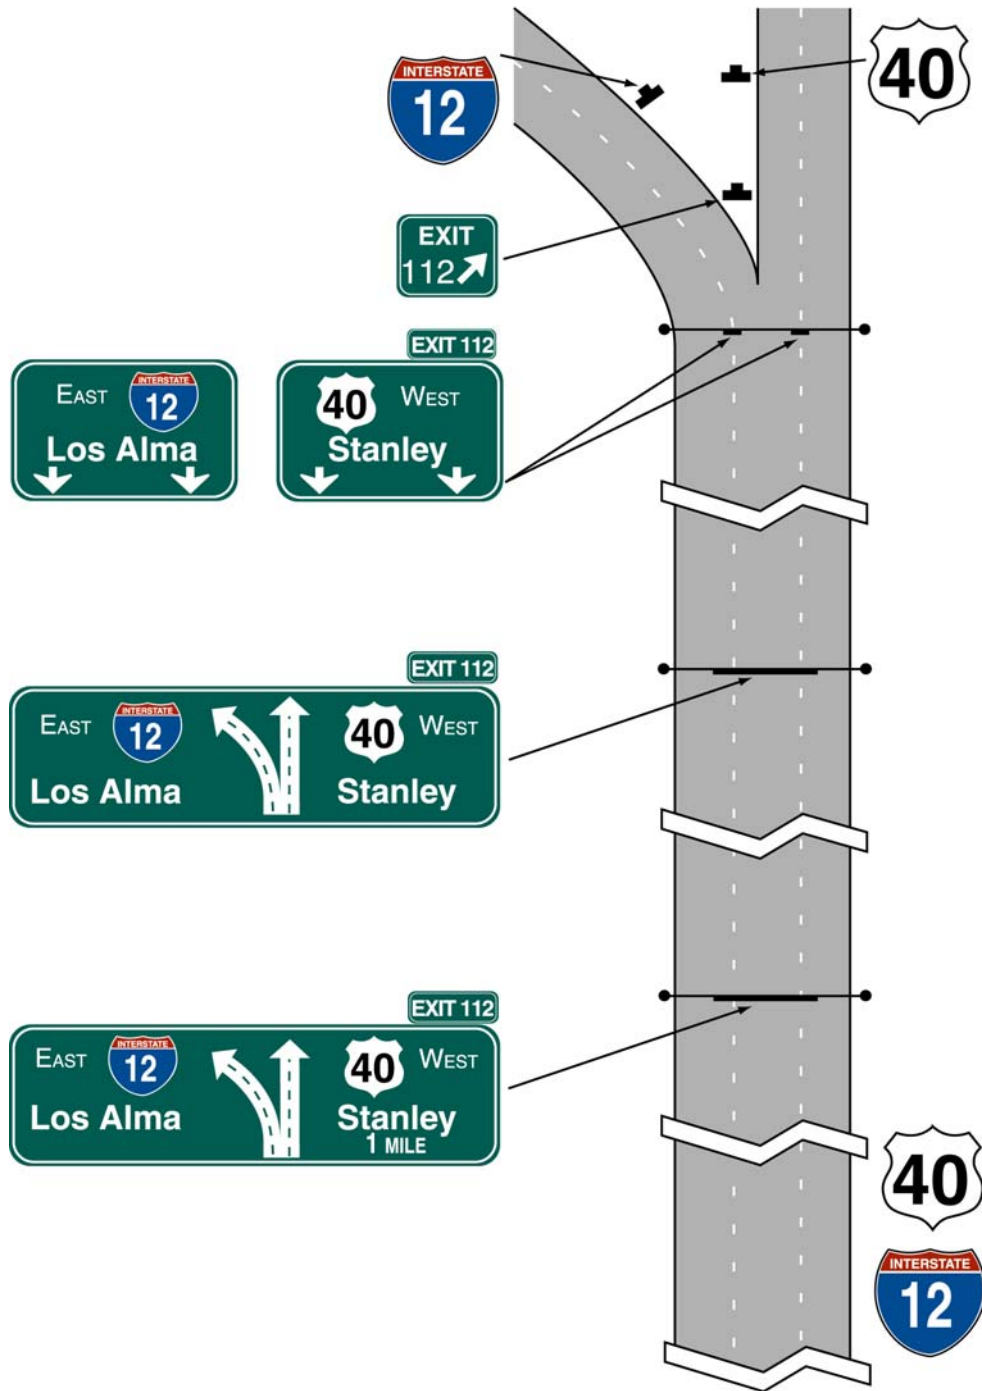 INTERSTATE
12
40
EXIT
112
EXIT 112
EAST
INTERSTATE
12
Los Alma
40
WEST
Stanley
EXIT 112
EAST
INTERSTATE
12
Los Alma
40
WEST
Stanley
EXIT 112
EAST
INTERSTATE
12
Los Alma
40
WEST
Stanley
1 MILE
40
INTERSTATE
12